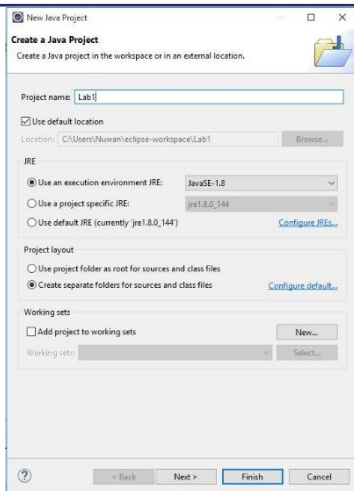 New Java Project
Create a Java Project
Create a Java project in the workspace or in an external location.
Project name: Lab1
Use default location
Location: C:\Users\Nuwan\eclipse-workspace\Lab1 Browse...
JRE
Use an execution environment JRE: JavaSE-1.8
Use a project specific JRE: jre1.8.0_144
Use default JRE (currently 'jre1.8.0_144') Configure JREs...
Project layout
Use project folder as root for sources and class files
Create separate folders for sources and class files Configure default...
Working sets
Add project to working sets New...
Working sets: Select...
? < Back Next > Finish Cancel